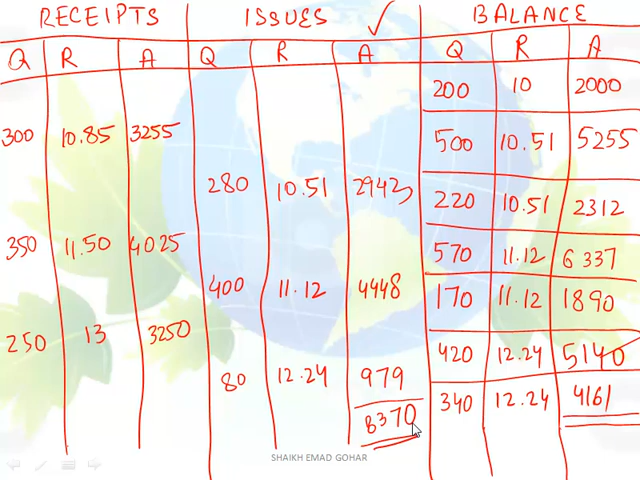 RECEIPTS ISSUES BALANCE
Q R A Q R A Q R A
200 10 2000
300 10.85 3255 500 10.51 5255
280 10.51 2943 220 10.51 2312
350 11.50 4025 570 11.12 6337
400 11.12 4448 170 11.12 1890
250 13 3250 420 12.24 5140
80 12.24 979 340 12.24 4161
8370
SHAIKH EMAD GOHAR